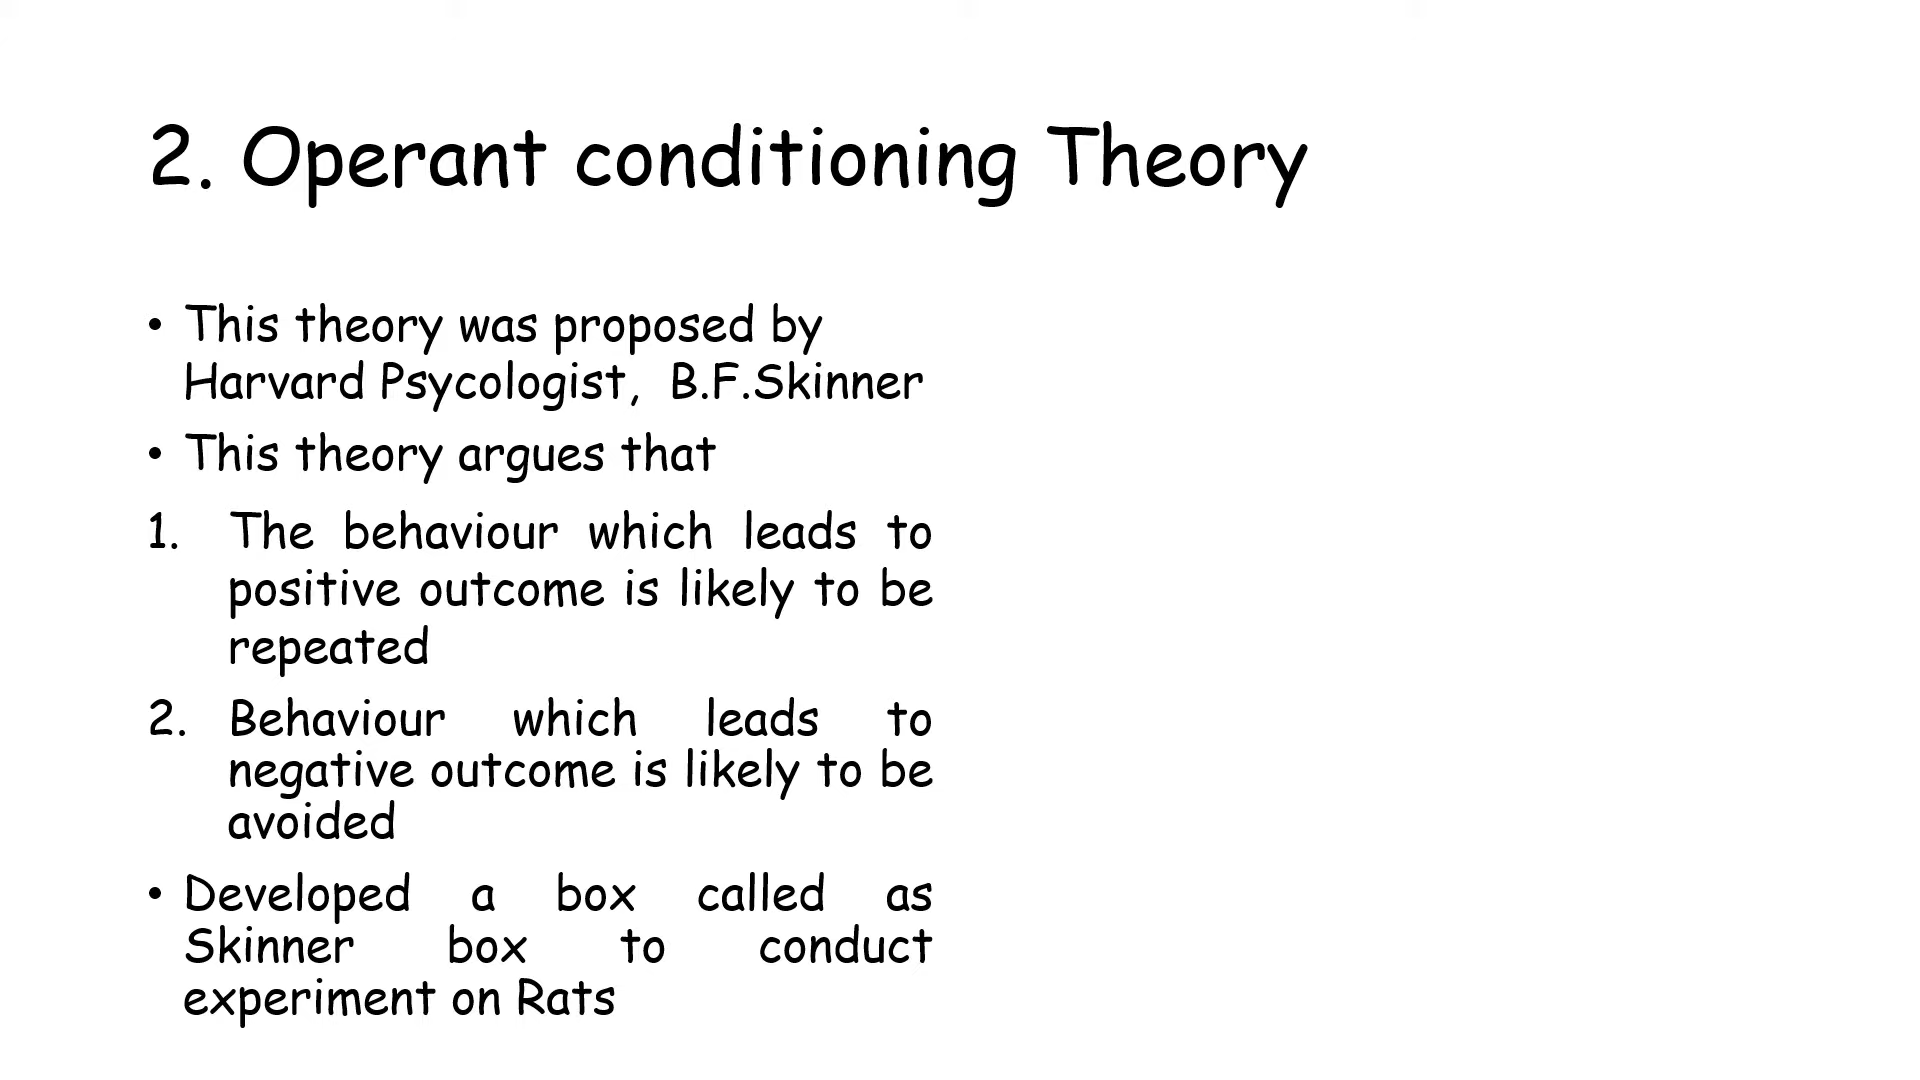 2. Operant conditioning Theory
• This theory was proposed by
Harvard Psycologist,  B.F.Skinner
• This theory argues that
1. The behaviour which leads to
positive outcome is likely to be
repeated
2. Behaviour which leads to
negative outcome is likely to be
avoided
• Developed a box called as
Skinner box to conduct
experiment on Rats